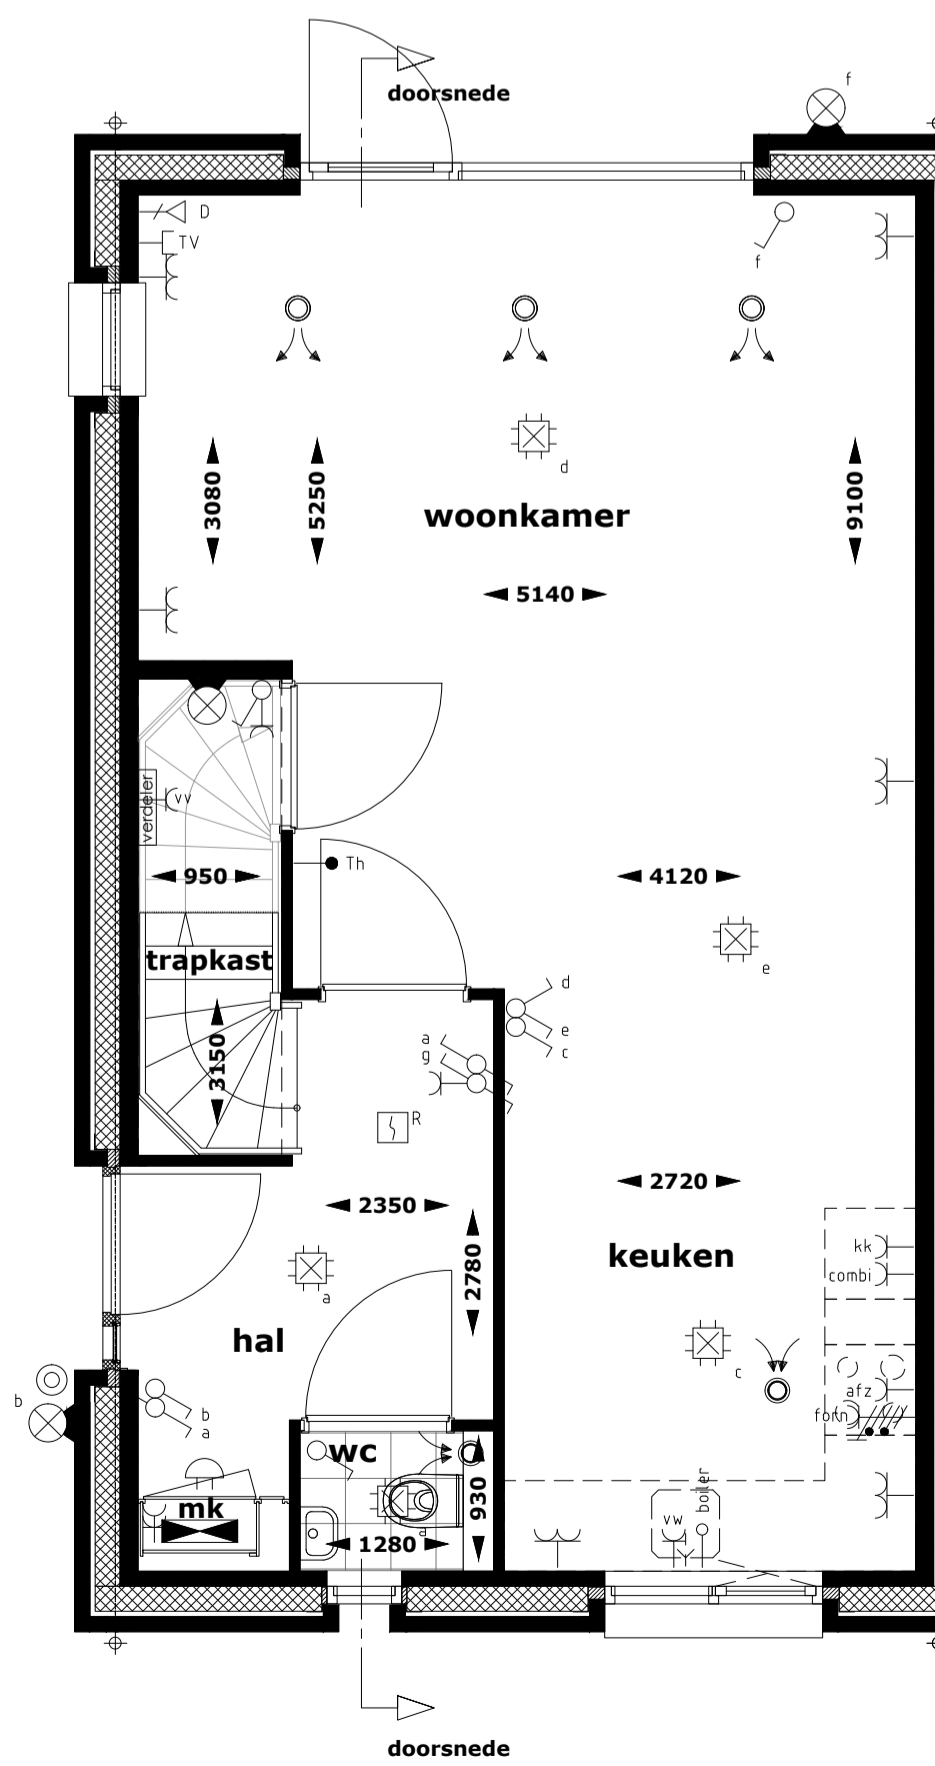 doorsnede
f
D
TV
f
d
3080
5250
9100
woonkamer
5140
verdeler
vv
Th
950
4120
trapkast
e
d
e
c
a
g
3150
R
2350
2720
2780
keuken
kk
combi
a
hal
c
afz
b
b
a
forn
wc
boiler
930
mk
vw
a
1280
doorsnede